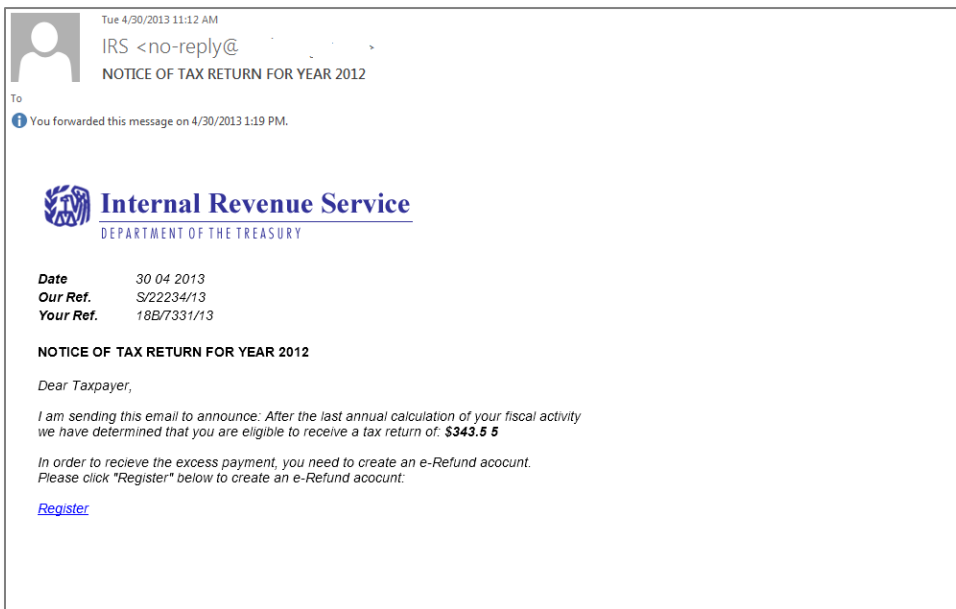 Tue 4/30/2013 11:12 AM
IRS <no-reply@
NOTICE OF TAX RETURN FOR YEAR 2012
To
You forwarded this message on 4/30/2013 1:19 PM.
Internal Revenue Service
DEPARTMENT OF THE TREASURY
Date 30 04 2013
Our Ref. S/22234/13
Your Ref. 18B/7331/13
NOTICE OF TAX RETURN FOR YEAR 2012
Dear Taxpayer,
I am sending this email to announce: After the last annual calculation of your fiscal activity
we have determined that you are eligible to receive a tax return of: $343.5 5
In order to recieve the excess payment, you need to create an e-Refund acocunt.
Please click "Register" below to create an e-Refund acocunt:
Register